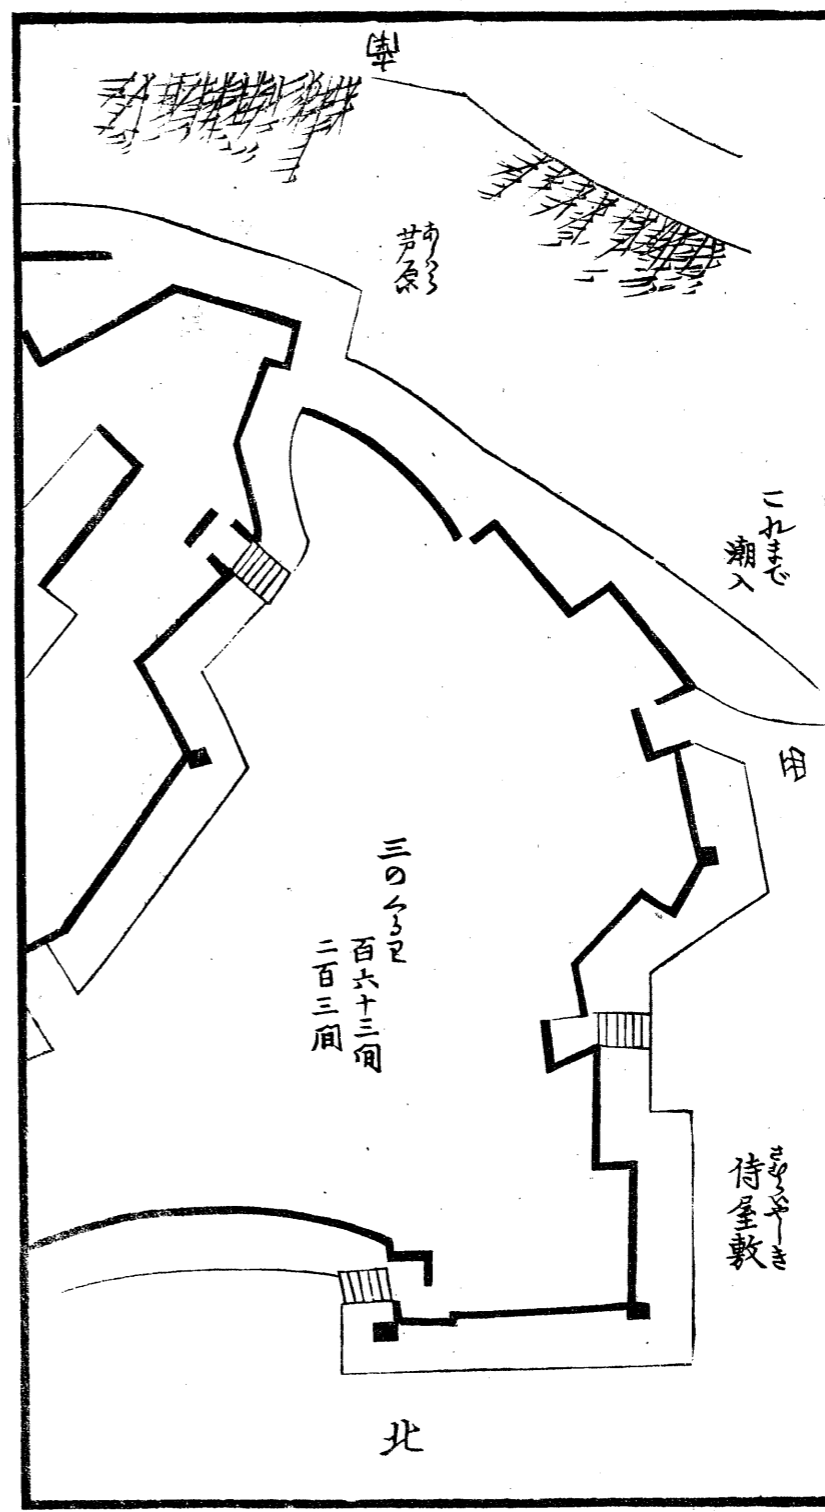 あしはら
芦原
これまで
潮入
三のくるわ
百六十三間
二百三間
さむらいやしき
侍屋敷
北